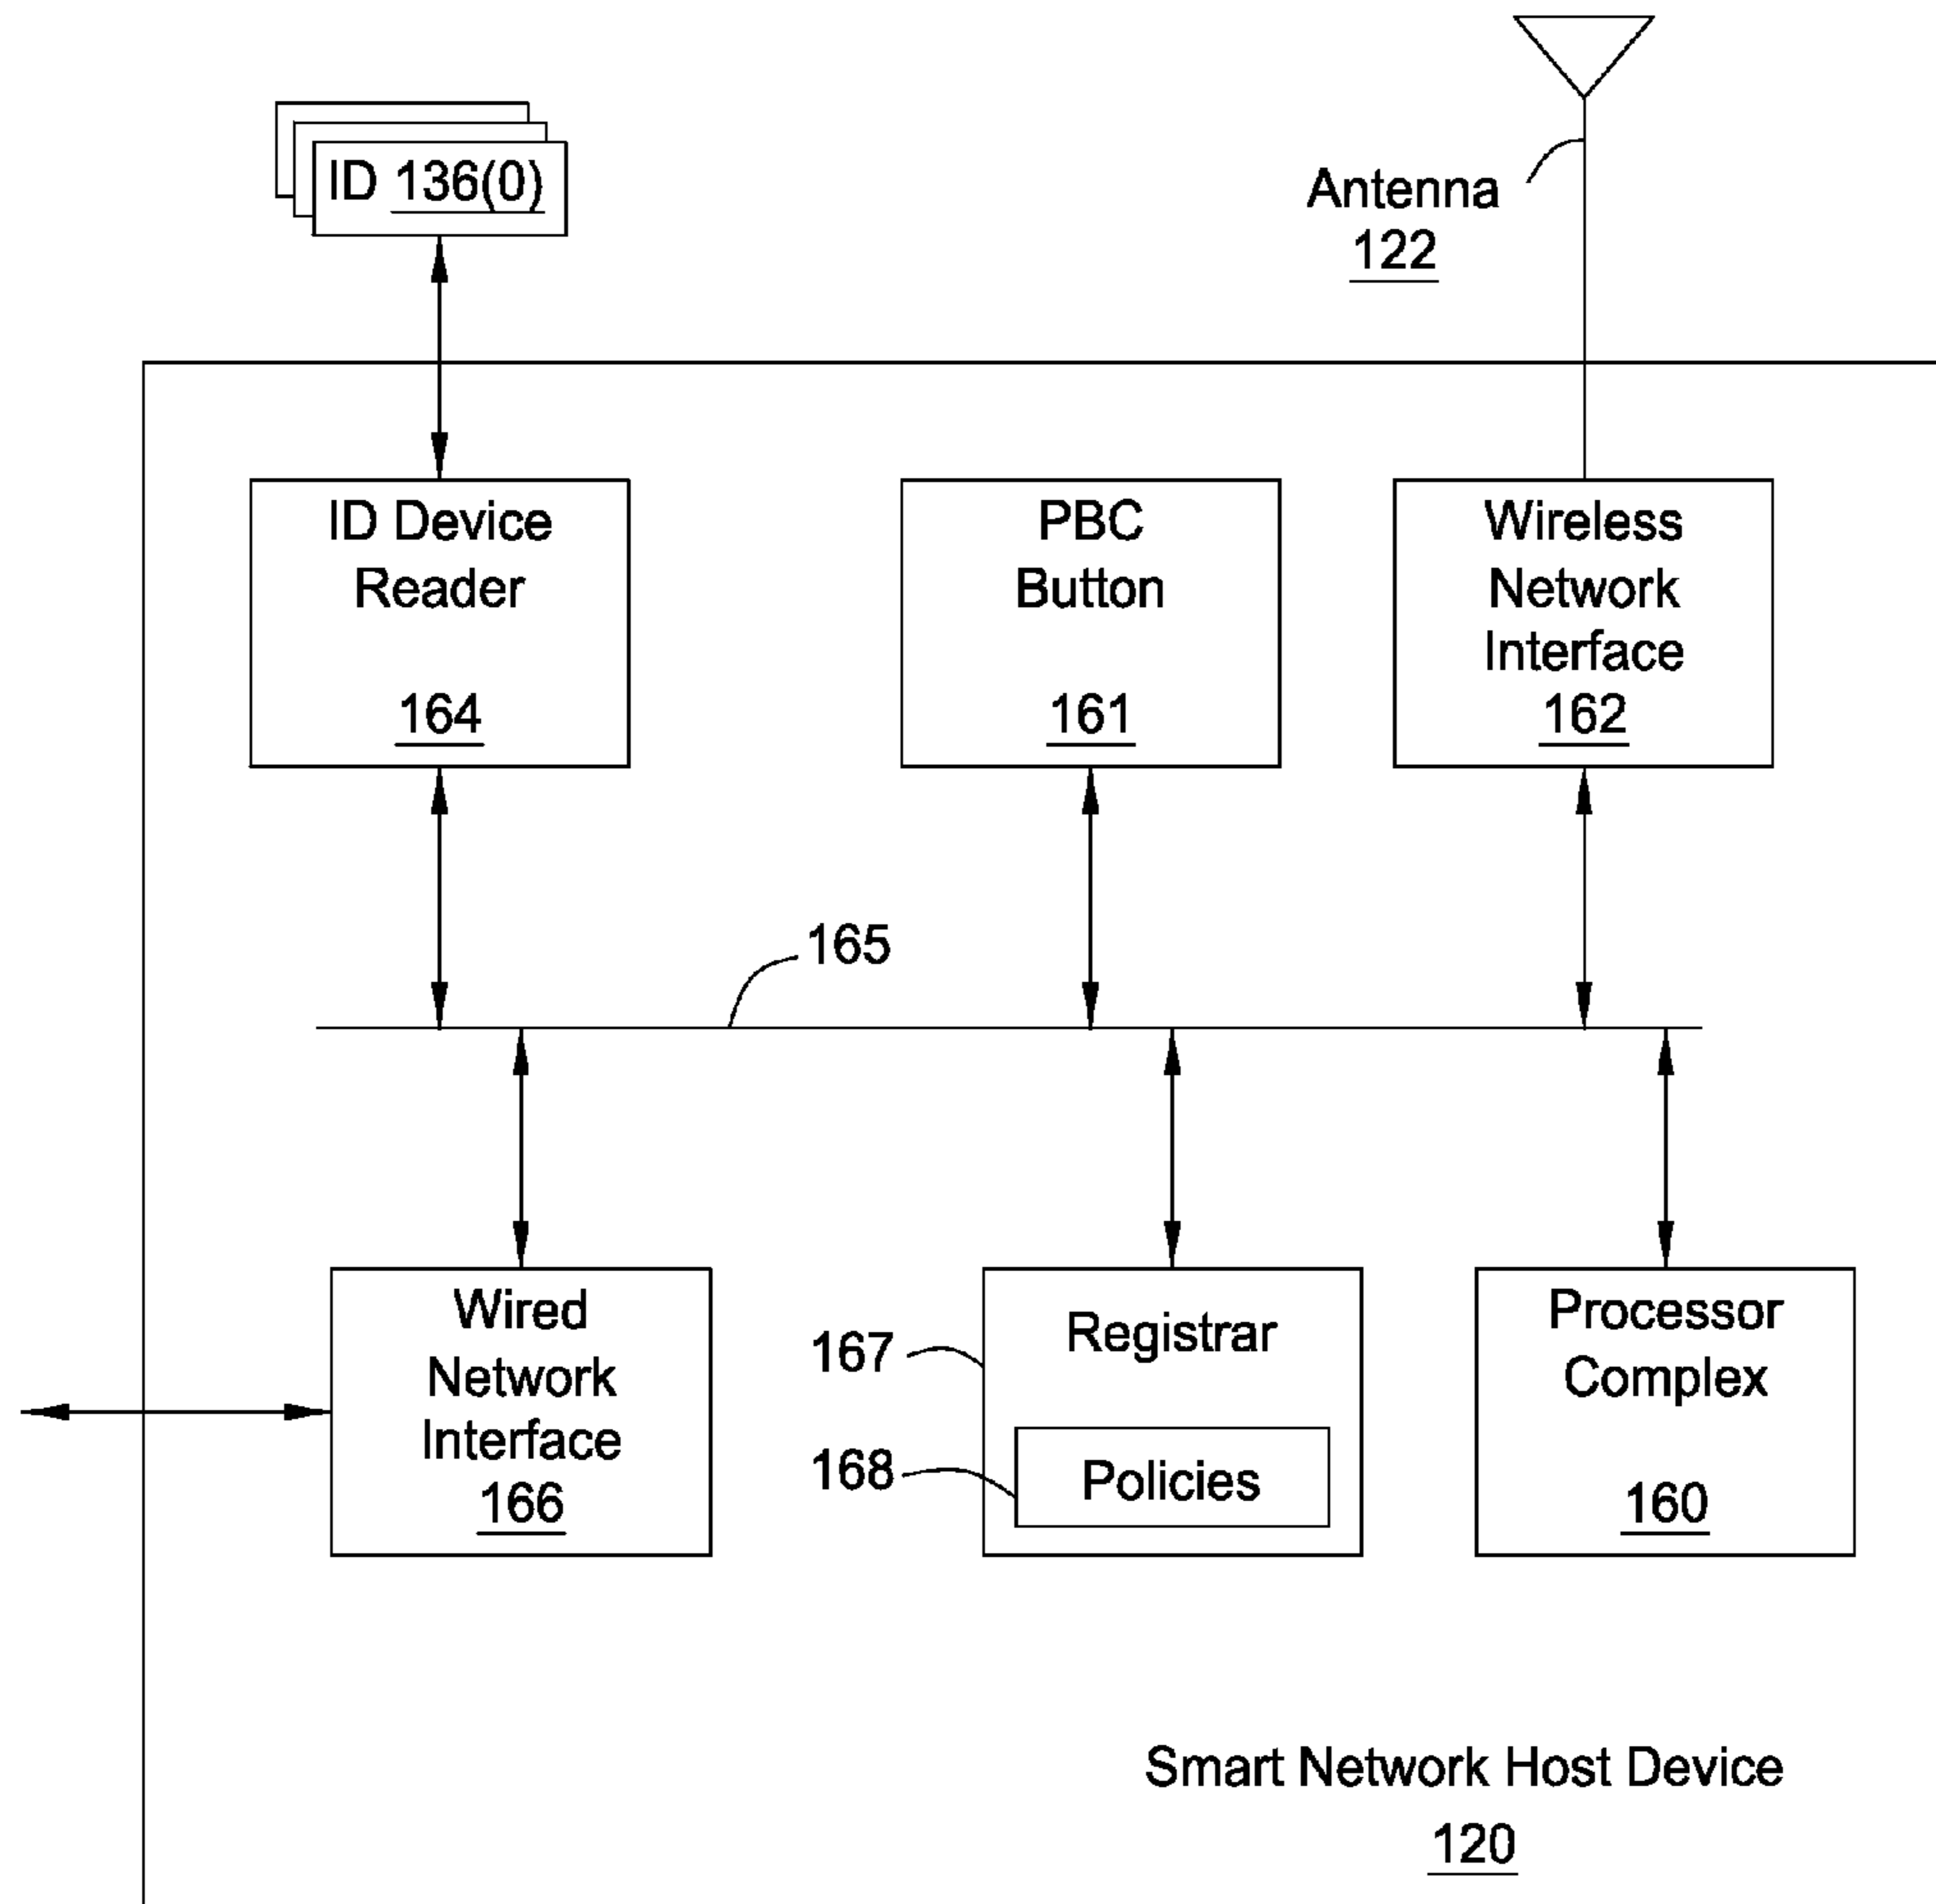 ID 136(0)
Antenna
122
ID Device
Reader
164
PBC
Button
161
Wireless
Network
Interface
162
165
Wired
Network
Interface
166
167
Registrar
168
Policies
Processor
Complex
160
Smart Network Host Device
120